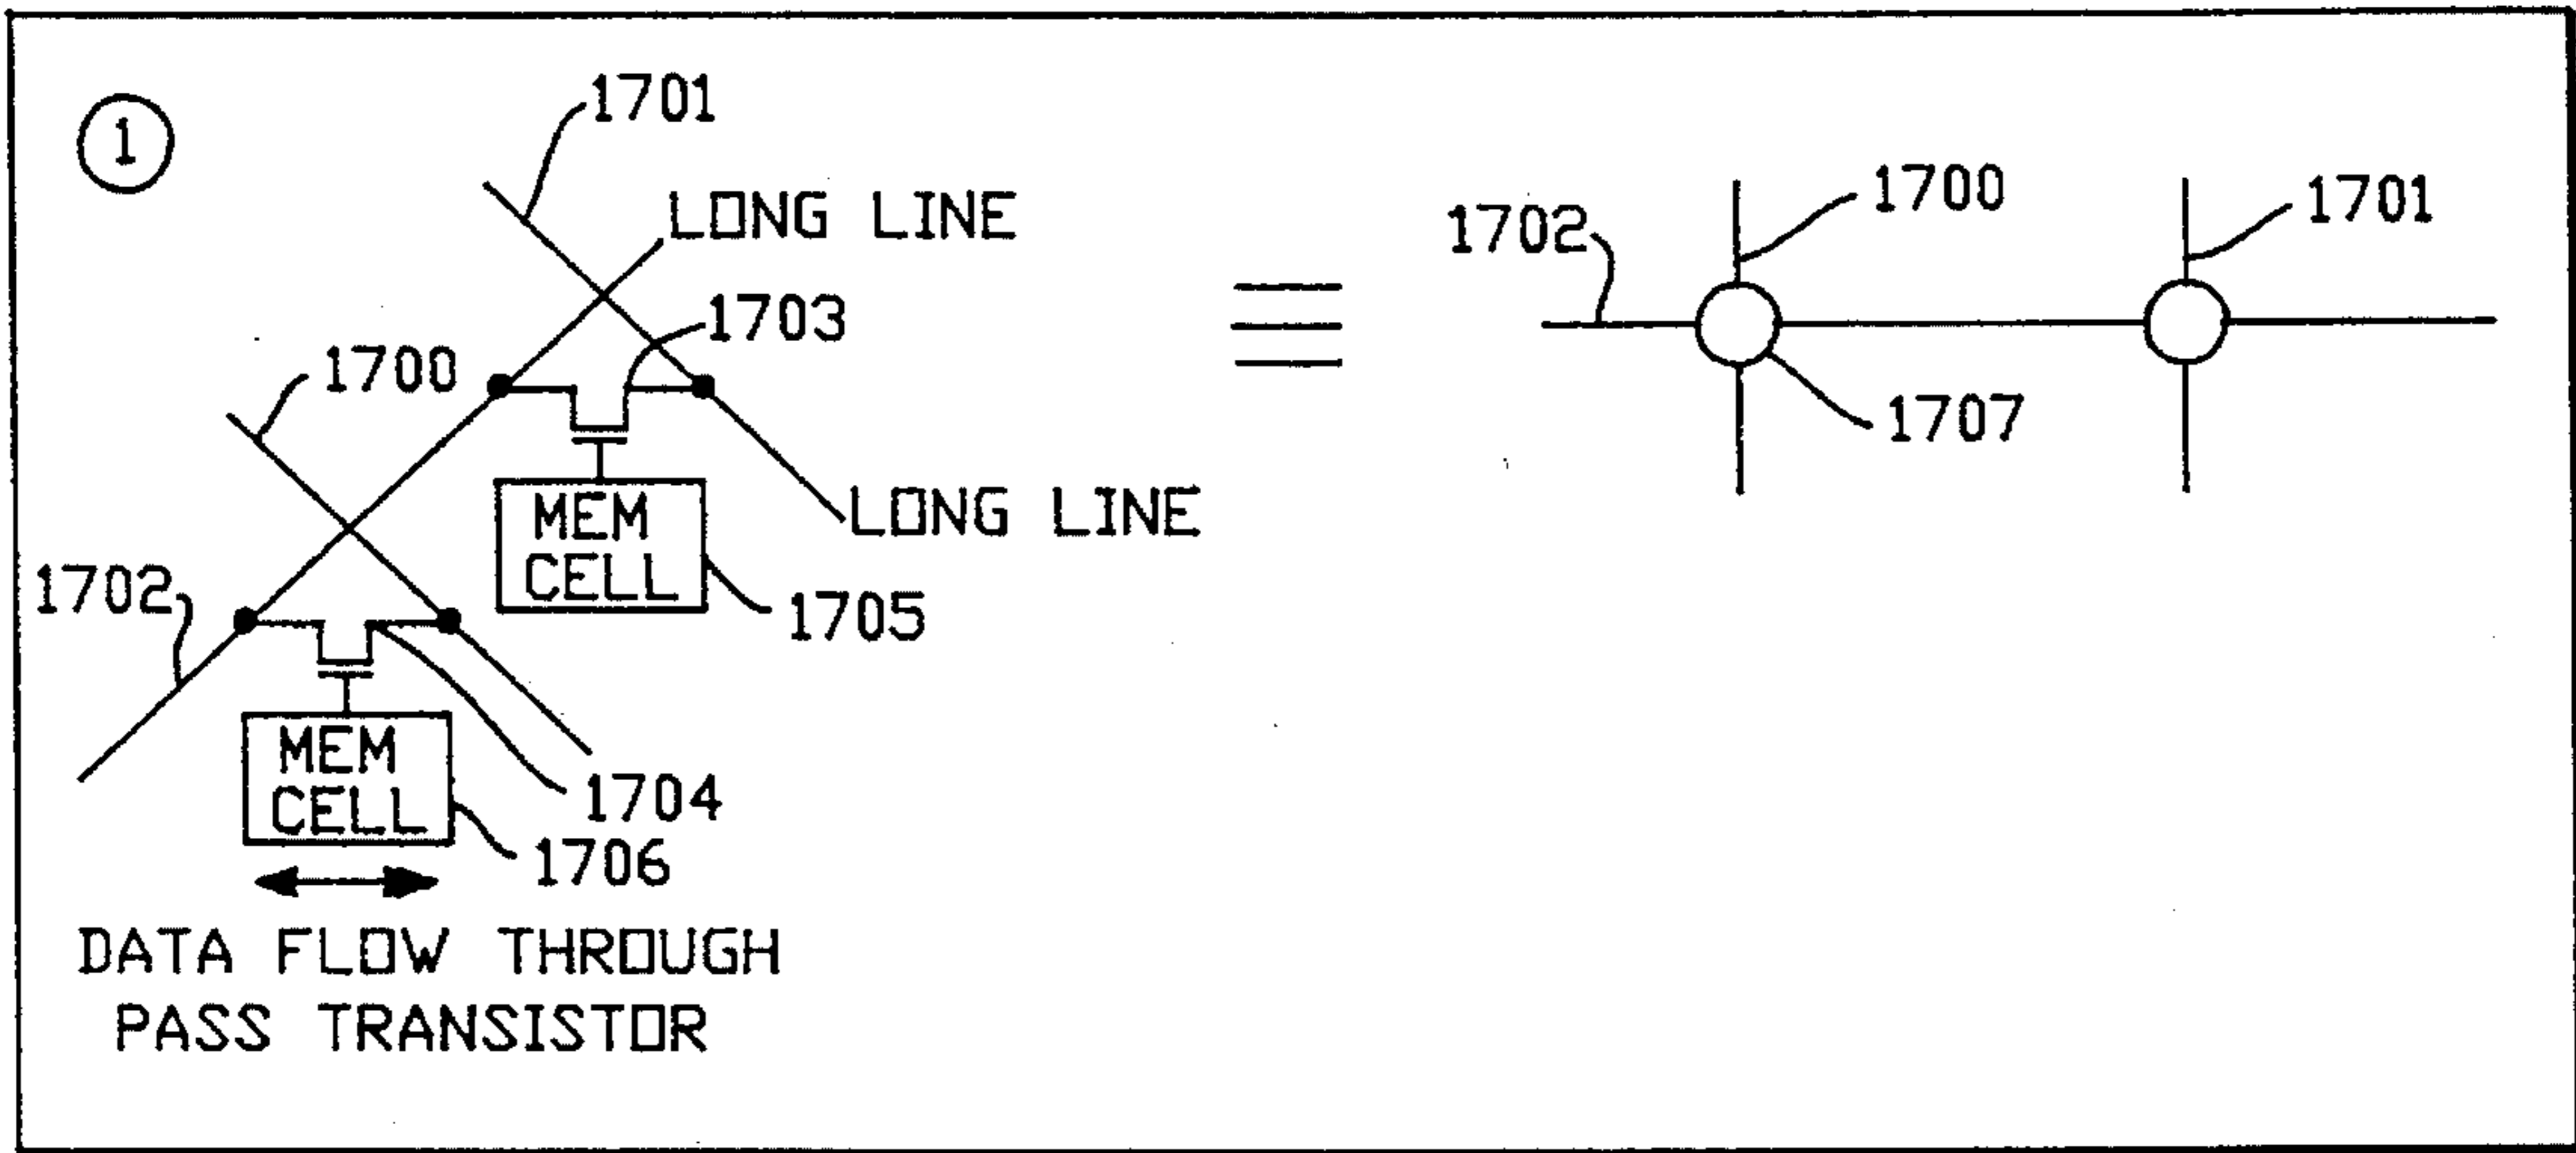 1
1701
LONG LINE
1703
1700
MEM
CELL
LONG LINE
1705
1702
MEM
CELL
1704
1706
DATA FLOW THROUGH
PASS TRANSISTOR
1702
1700
1701
1707